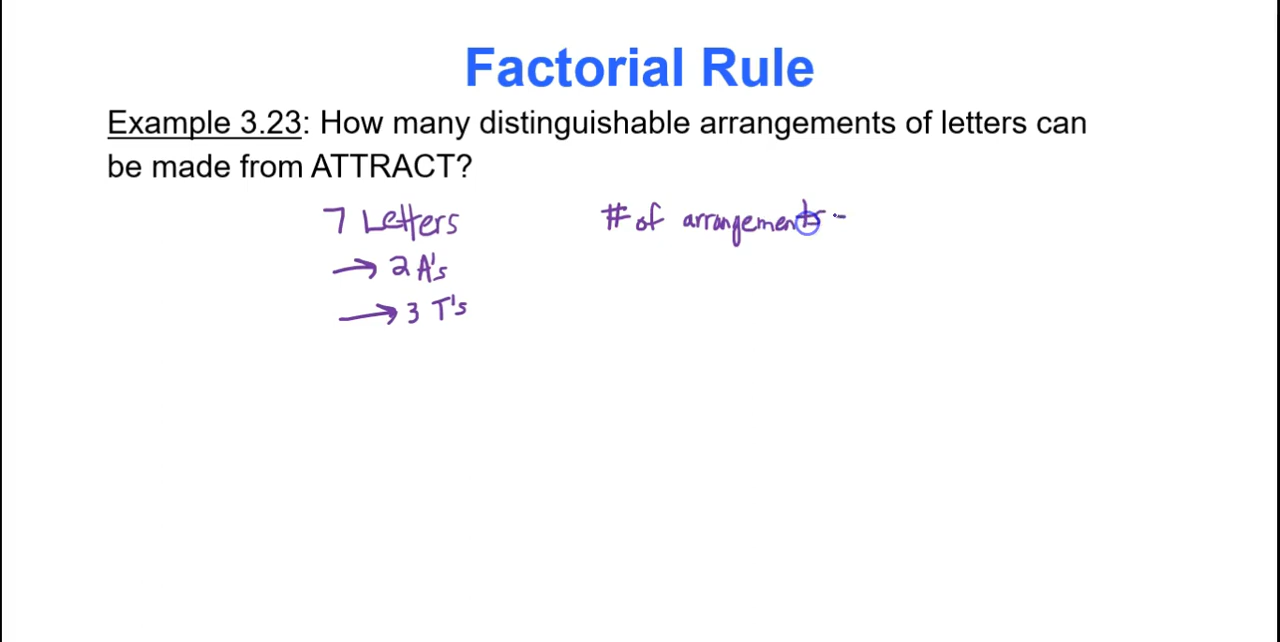 Factorial Rule
Example 3.23: How many distinguishable arrangements of letters can
be made from ATTRACT?
7 Letters # of arrangements -
→ 2 A's
→ 3 T's